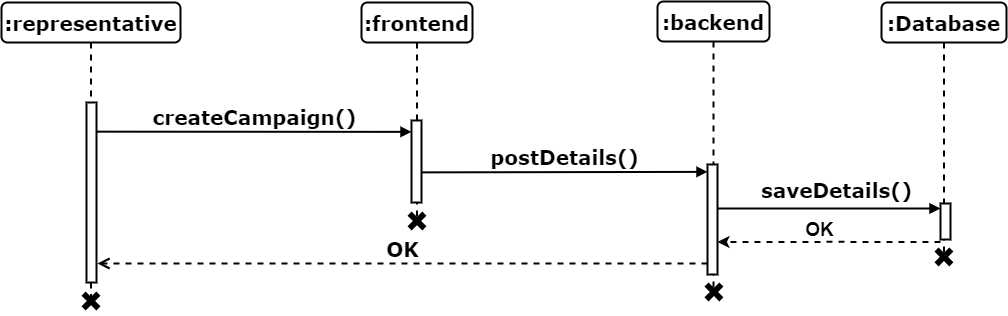 :representative
:frontend
:backend
:Database
createCampaign()
postDetails()
saveDetails()
OK
OK